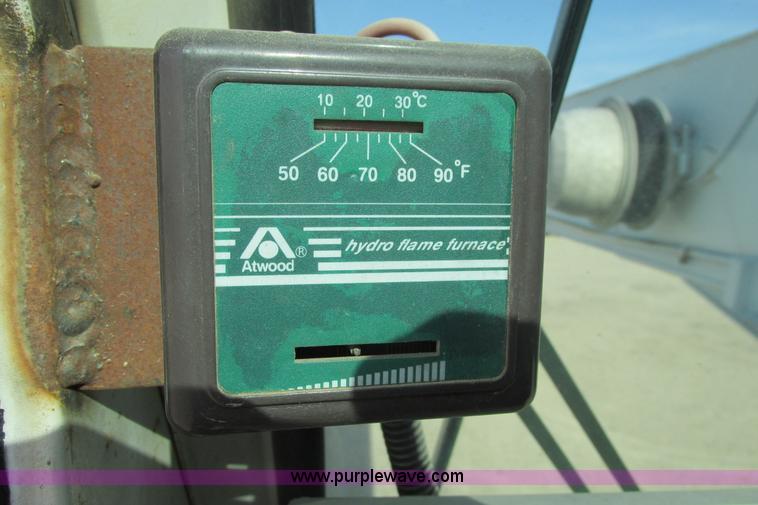 10 20 30°C
50 60 70 80 90°F
hydro flame furnace
Atwood ®
www.purplewave.com